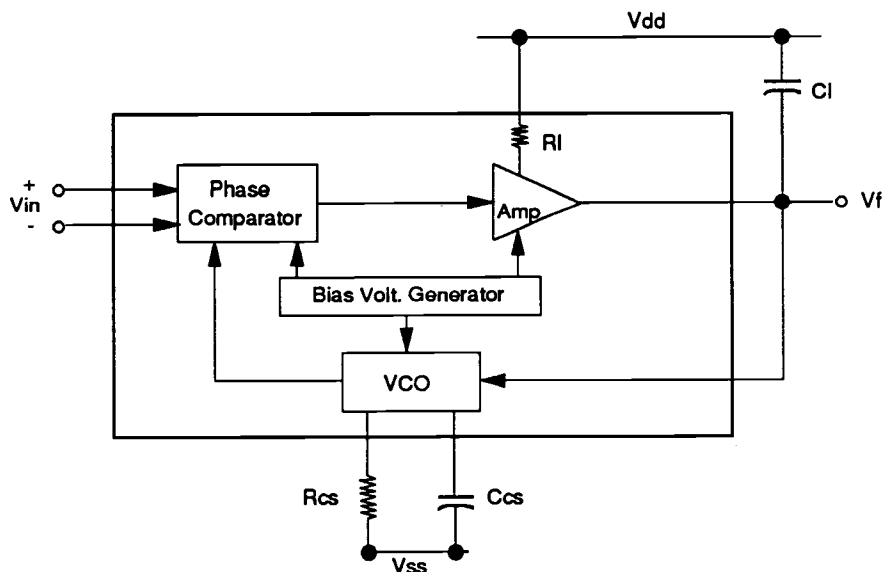 Vdd
Cl
Rl
+
Vin
-
Phase
Comparator
Amp
Vf
Bias Volt. Generator
VCO
Rcs
Ccs
Vss